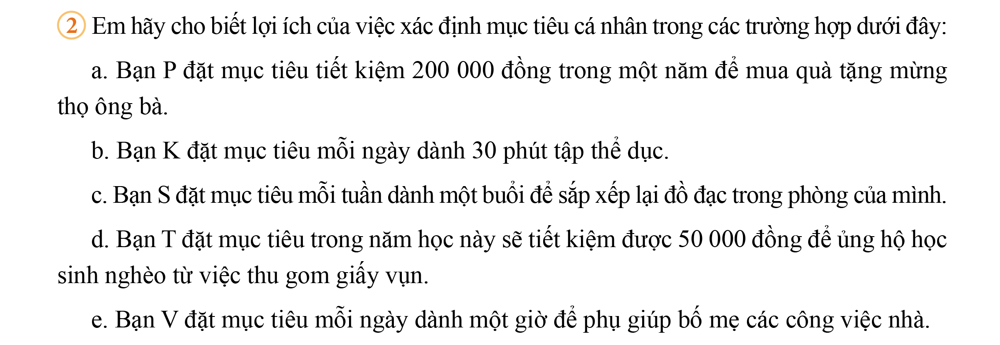 2 Em hãy cho biết lợi ích của việc xác định mục tiêu cá nhân trong các trường hợp dưới đây:
a. Bạn P đặt mục tiêu tiết kiệm 200 000 đồng trong một năm để mua quà tặng mừng
thọ ông bà.
b. Bạn K đặt mục tiêu mỗi ngày dành 30 phút tập thể dục.
c. Bạn S đặt mục tiêu mỗi tuần dành một buổi để sắp xếp lại đồ đạc trong phòng của mình.
d. Bạn T đặt mục tiêu trong năm học này sẽ tiết kiệm được 50 000 đồng để ủng hộ học
sinh nghèo từ việc thu gom giấy vụn.
e. Bạn V đặt mục tiêu mỗi ngày dành một giờ để phụ giúp bố mẹ các công việc nhà.